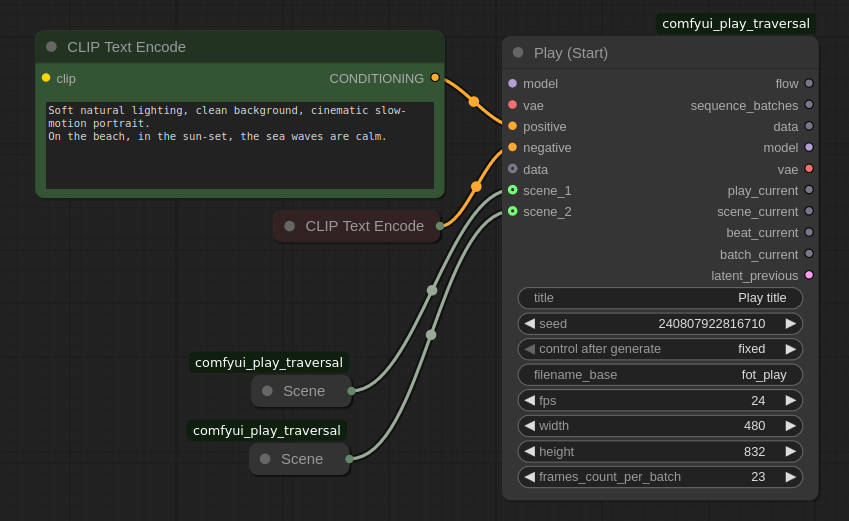 CLIP Text Encode
clip
CONDITIONING
Soft natural lighting, clean background, cinematic slow-
motion portrait.
On the beach, in the sun-set, the sea waves are calm.
CLIP Text Encode
comfyui_play_traversal
Scene
comfyui_play_traversal
Scene
comfyui_play_traversal
Play (Start)
model flow
vae sequence_batches
positive data
negative model
data vae
scene_1 play_current
scene_2 scene_current
beat_current
batch_current
latent_previous
title Play title
seed 240807922816710
control after generate fixed
filename_base fot_play
fps 24
width 480
height 832
frames_count_per_batch 23